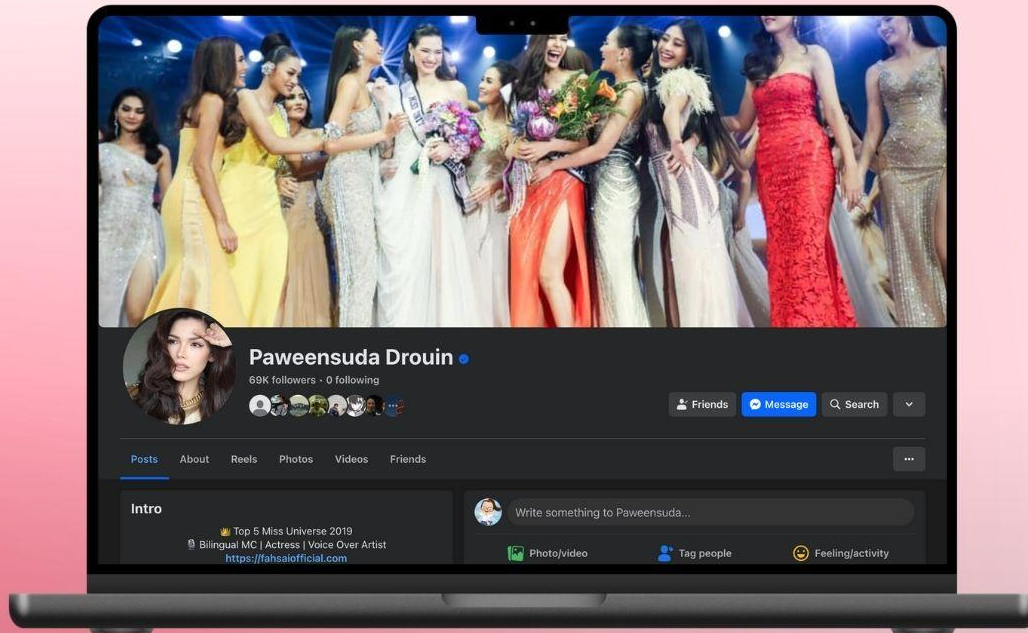 Paweensuda Drouin
69K followers · 0 following
Friends
Message
Search
Posts
About
Reels
Photos
Videos
Friends
...
Intro
👑 Top 5 Miss Universe 2019
🎙 Bilingual MC | Actress | Voice Over Artist
https://fahsaiofficial.com
Write something to Paweensuda...
Photo/video
Tag people
Feeling/activity